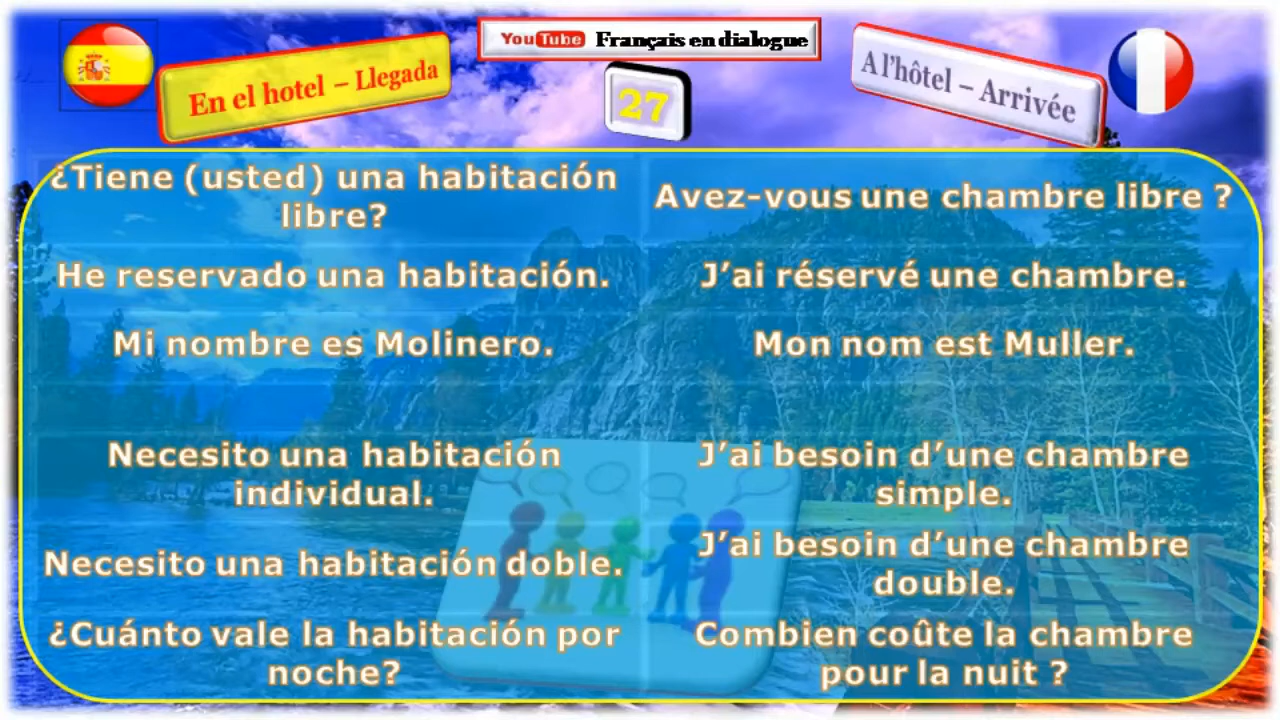 En el hotel – Llegada
YouTube Français en dialogue
27
A l'hôtel – Arrivée
¿Tiene (usted) una habitación
libre?
Avez-vous une chambre libre ?
He reservado una habitación.
J’ai réservé une chambre.
Mi nombre es Molinero.
Mon nom est Muller.
Necesito una habitación
individual.
J’ai besoin d’une chambre
simple.
Necesito una habitación doble.
J’ai besoin d’une chambre
double.
¿Cuánto vale la habitación por
noche?
Combien coûte la chambre
pour la nuit ?